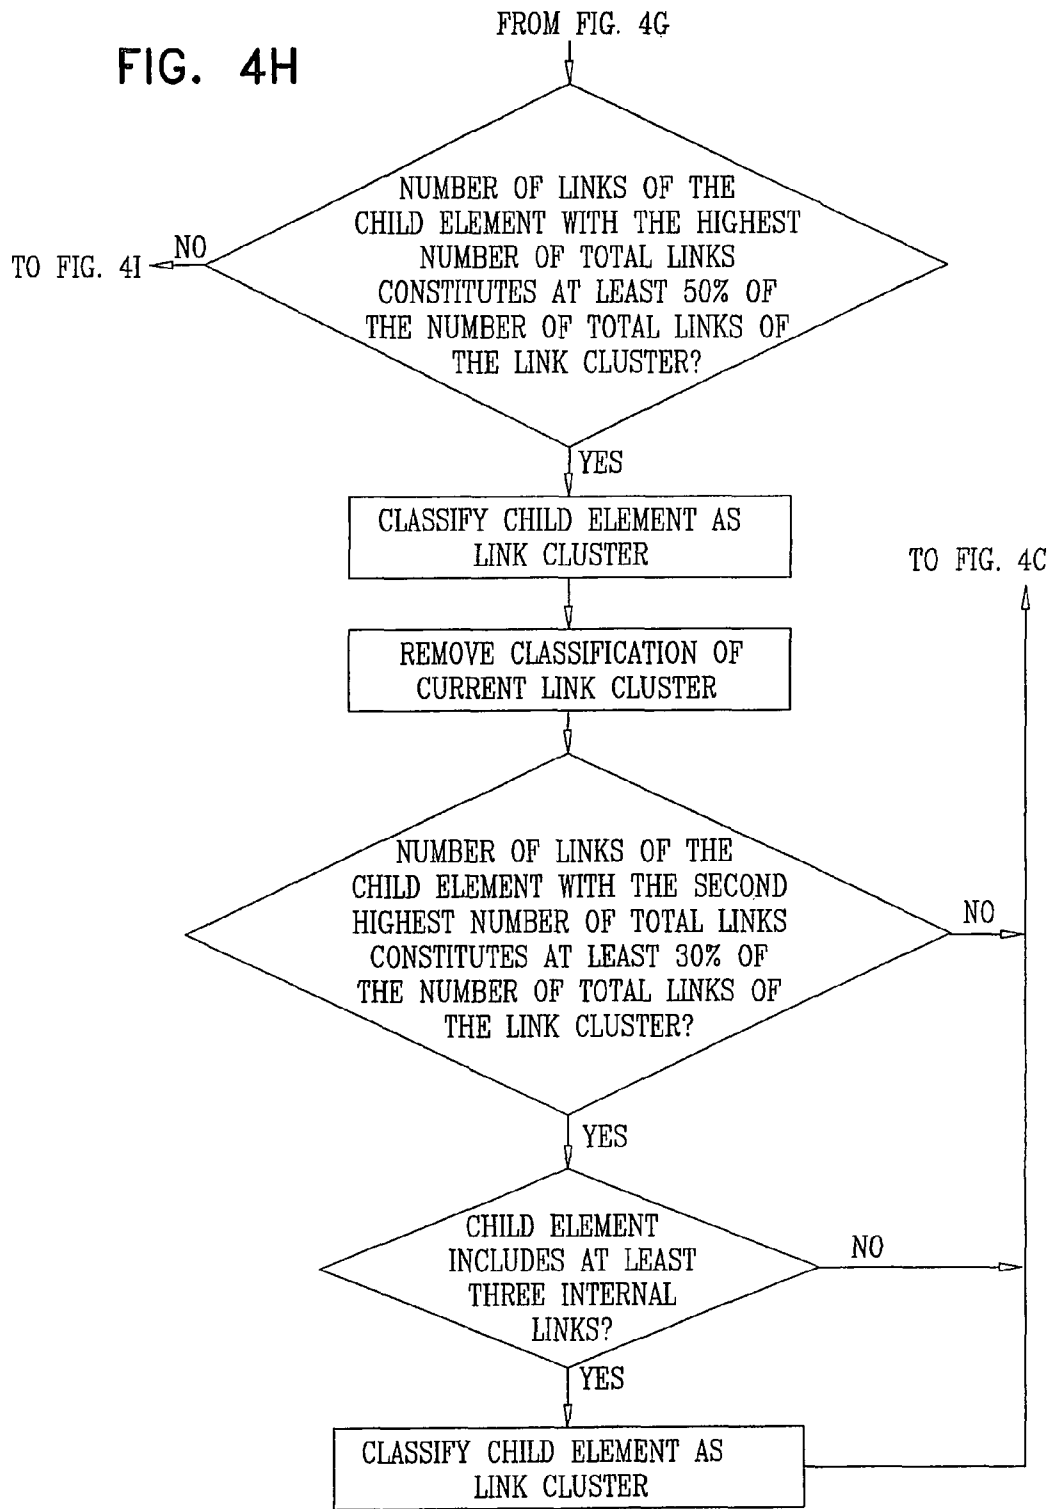 FROM FIG. 4G
FIG. 4H
NUMBER OF LINKS OF THE
CHILD ELEMENT WITH THE HIGHEST
NUMBER OF TOTAL LINKS
CONSTITUTES AT LEAST 50% OF
THE NUMBER OF TOTAL LINKS OF
THE LINK CLUSTER?
NO
TO FIG. 4I
YES
CLASSIFY CHILD ELEMENT AS
LINK CLUSTER
TO FIG. 4C
REMOVE CLASSIFICATION OF
CURRENT LINK CLUSTER
NUMBER OF LINKS OF THE
CHILD ELEMENT WITH THE SECOND
HIGHEST NUMBER OF TOTAL LINKS
CONSTITUTES AT LEAST 30% OF
THE NUMBER OF TOTAL LINKS OF
THE LINK CLUSTER?
NO
YES
CHILD ELEMENT
INCLUDES AT LEAST
THREE INTERNAL
LINKS?
NO
YES
CLASSIFY CHILD ELEMENT AS
LINK CLUSTER